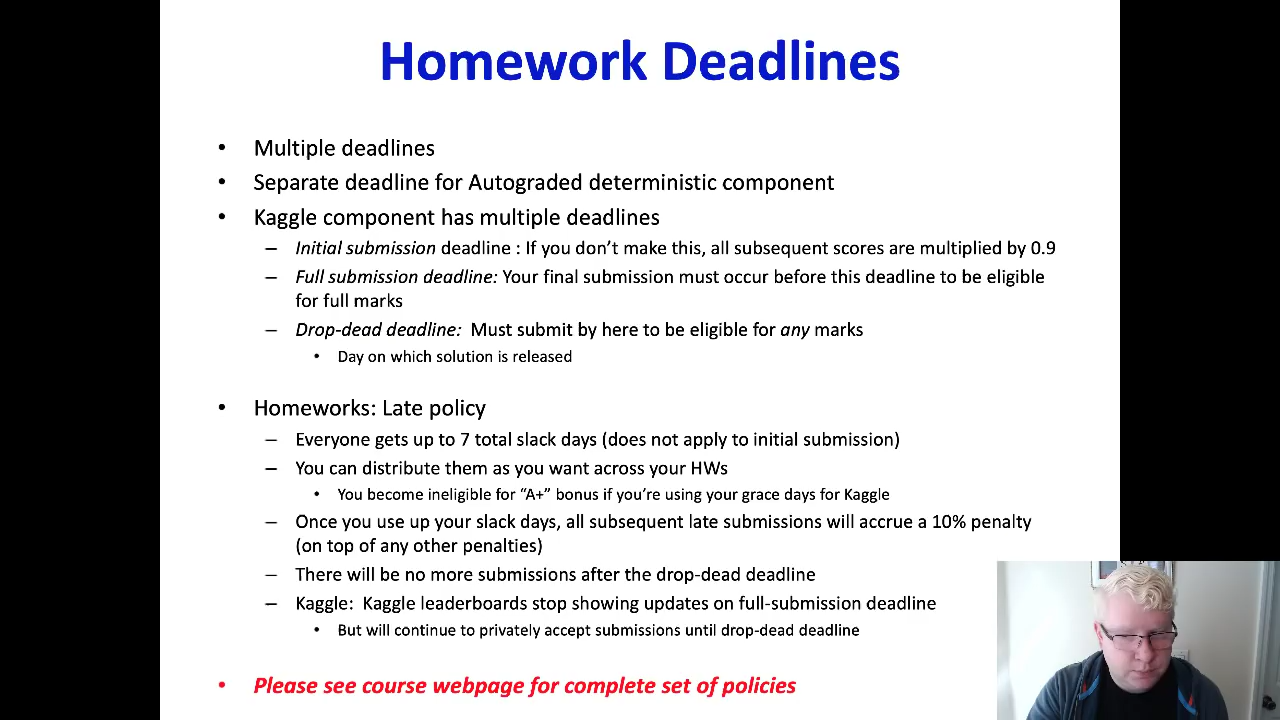 Homework Deadlines
• Multiple deadlines
• Separate deadline for Autograded deterministic component
• Kaggle component has multiple deadlines
– Initial submission deadline : If you don’t make this, all subsequent scores are multiplied by 0.9
– Full submission deadline: Your final submission must occur before this deadline to be eligible
for full marks
– Drop-dead deadline: Must submit by here to be eligible for any marks
• Day on which solution is released
• Homeworks: Late policy
– Everyone gets up to 7 total slack days (does not apply to initial submission)
– You can distribute them as you want across your HWs
• You become ineligible for “A+” bonus if you’re using your grace days for Kaggle
– Once you use up your slack days, all subsequent late submissions will accrue a 10% penalty
(on top of any other penalties)
– There will be no more submissions after the drop-dead deadline
– Kaggle: Kaggle leaderboards stop showing updates on full-submission deadline
• But will continue to privately accept submissions until drop-dead deadline
• Please see course webpage for complete set of policies